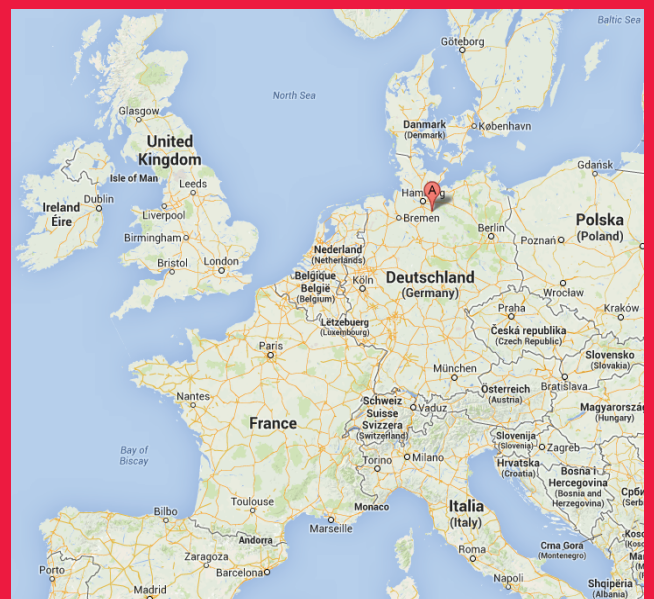 Baltic Sea
Göteborg
North Sea
Glasgow
Danmark
(Denmark)
København
United
Kingdom
Isle of Man
Gdańsk
Leeds
Dublin
Ireland
Éire
Liverpool
A
Bremen
Polska
(Poland)
Berlin
Birmingham
Poznań
Nederland
(Netherlands)
Bristol
London
Belgique
België
(Belgium)
Köln
Deutschland
(Germany)
Wrocław
Praha
Kraków
Lëtzebuerg
(Luxembourg)
Česká republika
(Czech Republic)
Paris
Slovensko
(Slovakia)
München
Österreich
(Austria)
Bratislava
Nantes
Schweiz
Suisse
Svizzera
(Switzerland)
Vaduz
(Hungary)
France
Slovenija
(Slovenia)
Zagreb
Bay of
Biscay
Torino
Milano
Hrvatska
(Croatia)
Bosna i
Hercegovina
(Bosnia and
Herzegovina)
Toulouse
Monaco
Italia
(Italy)
Bilbo
Marseille
Andorra
Crna Gora
(Montenegro)
Zaragoza
Roma
Porto
Barcelona
Madrid
Napoli
Shqipëria
(Albania)